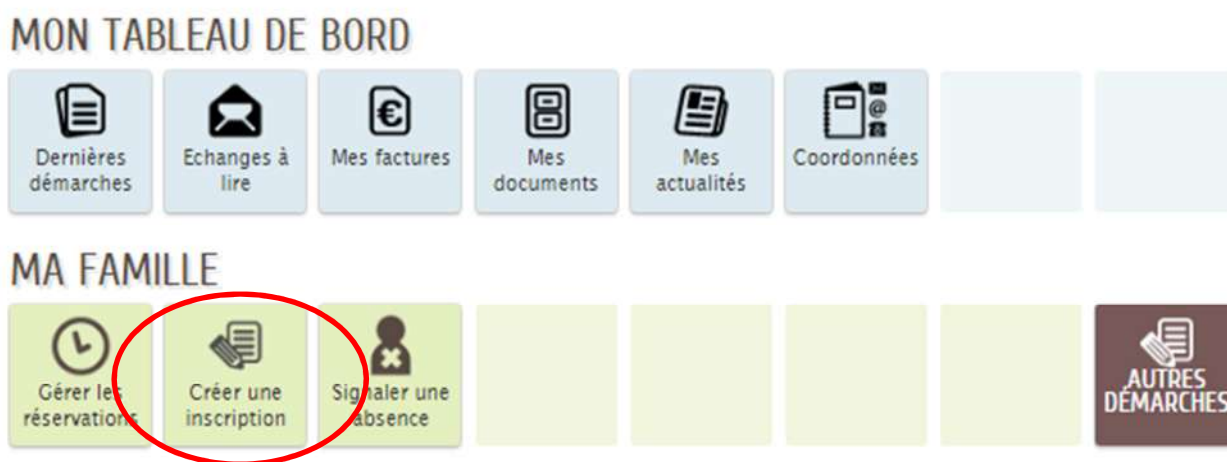 MON TABLEAU DE BORD
Dernières
démarches
Echanges à
lire
Mes factures
Mes
documents
Mes
actualités
Coordonnées
MA FAMILLE
Gérer les
réservations
Créer une
inscription
Signaler une
absence
AUTRES
DÉMARCHES